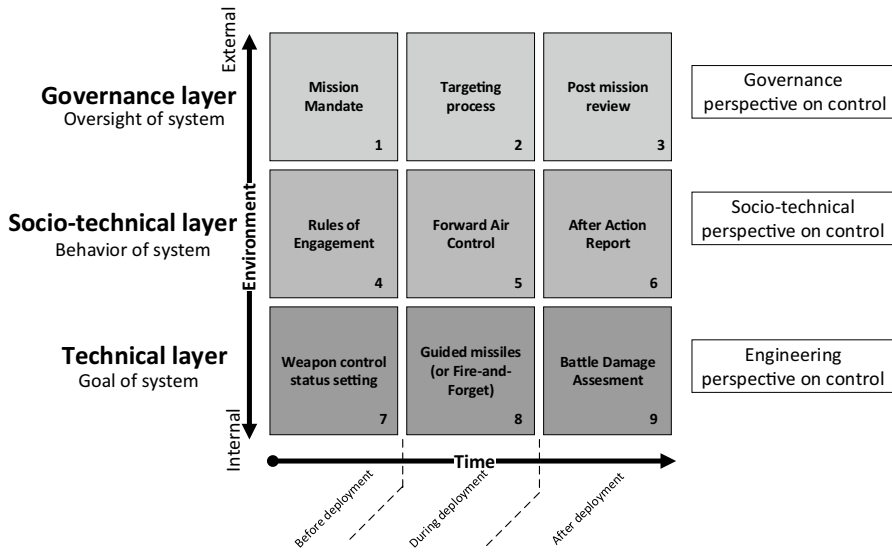 External
Governance layer
Oversight of system
Mission
Mandate
1
Targeting
process
2
Post mission
review
3
Governance
perspective on control
Environment
Socio-technical layer
Behavior of system
Rules of
Engagement
4
Forward Air
Control
5
After Action
Report
6
Socio-technical
perspective on control
Technical layer
Goal of system
Weapon control
status setting
7
Guided missiles
(or Fire-and-
Forget)
8
Battle Damage
Assesment
9
Engineering
perspective on control
Internal
Time
Before deployment
During deployment
After deployment